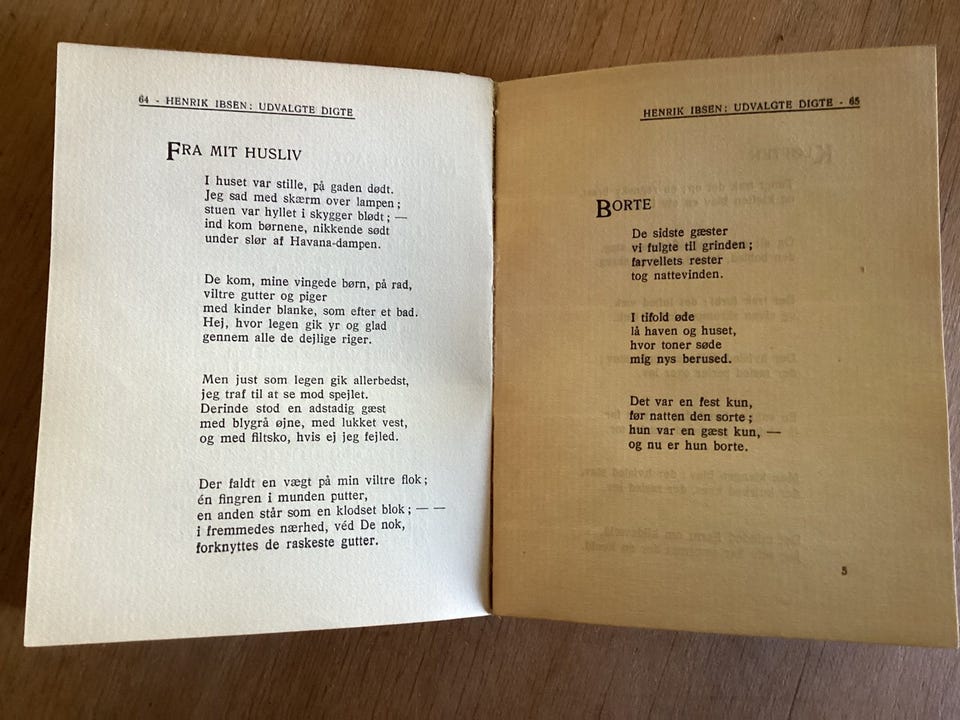 64 - HENRIK IBSEN: UDVALGTE DIGTE
FRA MIT HUSLIV
I huset var stille, på gaden dødt.
Jeg sad med skærm over lampen;
stuen var hyllet i skygger blødt; —
ind kom børnene, nikkende sødt
under slør af Havana-dampen.
De kom, mine vingede børn, på rad,
viltre gutter og piger
med kinder blanke, som efter et bad.
Hej, hvor legen gik yr og glad
gennem alle de dejlige riger.
Men just som legen gik allerbedst,
jeg traf til at se mod spejlet.
Derinde stod en adstadig gæst
med blygrå øjne, med lukket vest,
og med filtsko, hvis ej jeg fejled.
Der faldt en vægt på min viltre flok;
én fingren i munden putter,
en anden står som en klodset blok; — —
i fremmedes nærhed, véd De nok,
forknyttes de raskeste gutter.
HENRIK IBSEN: UDVALGTE DIGTE - 65
BORTE
De sidste gæster
vi fulgte til grinden;
farvellets rester
tog nattevinden.
I tifold øde
lå haven og huset,
hvor toner søde
mig nys berused.
Det var en fest kun,
før natten den sorte;
hun var en gæst kun, —
og nu er hun borte.
5